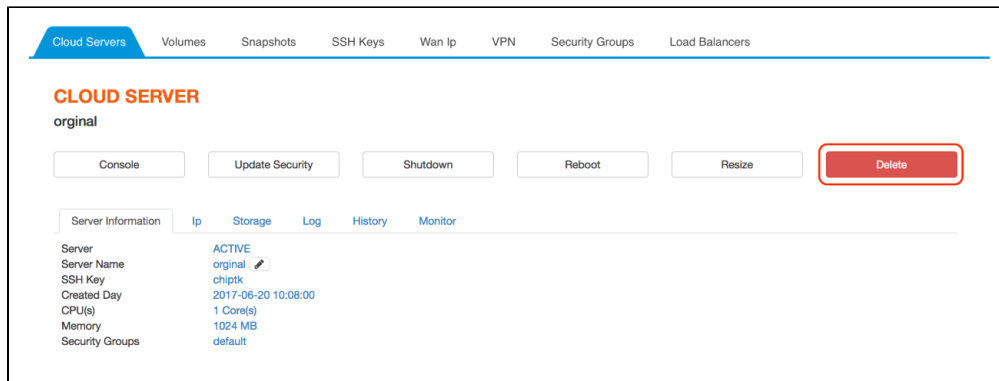 Cloud Servers Volumes Snapshots SSH Keys Wan Ip VPN Security Groups Load Balancers
CLOUD SERVER
orginal
Console Update Security Shutdown Reboot Resize Delete
Server Information Ip Storage Log History Monitor
Server ACTIVE
Server Name orginal
SSH Key chiptk
Created Day 2017-06-20 10:08:00
CPU(s) 1 Core(s)
Memory 1024 MB
Security Groups default